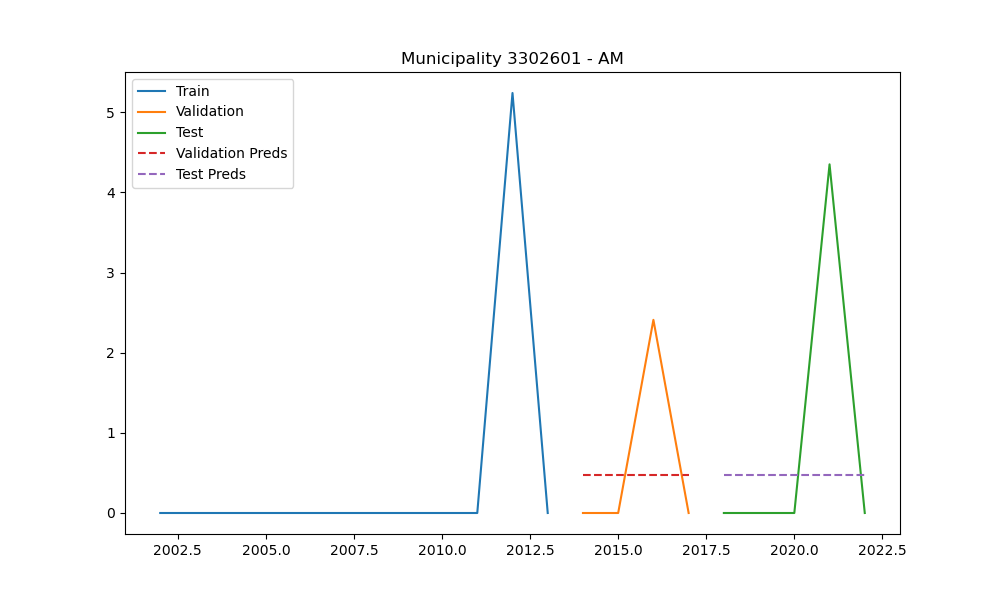 Municipality 3302601 - AM
Train
Validation
Test
Validation Preds
Test Preds
5
4
3
2
1
0
2002.5 2005.0 2007.5 2010.0 2012.5 2015.0 2017.5 2020.0 2022.5